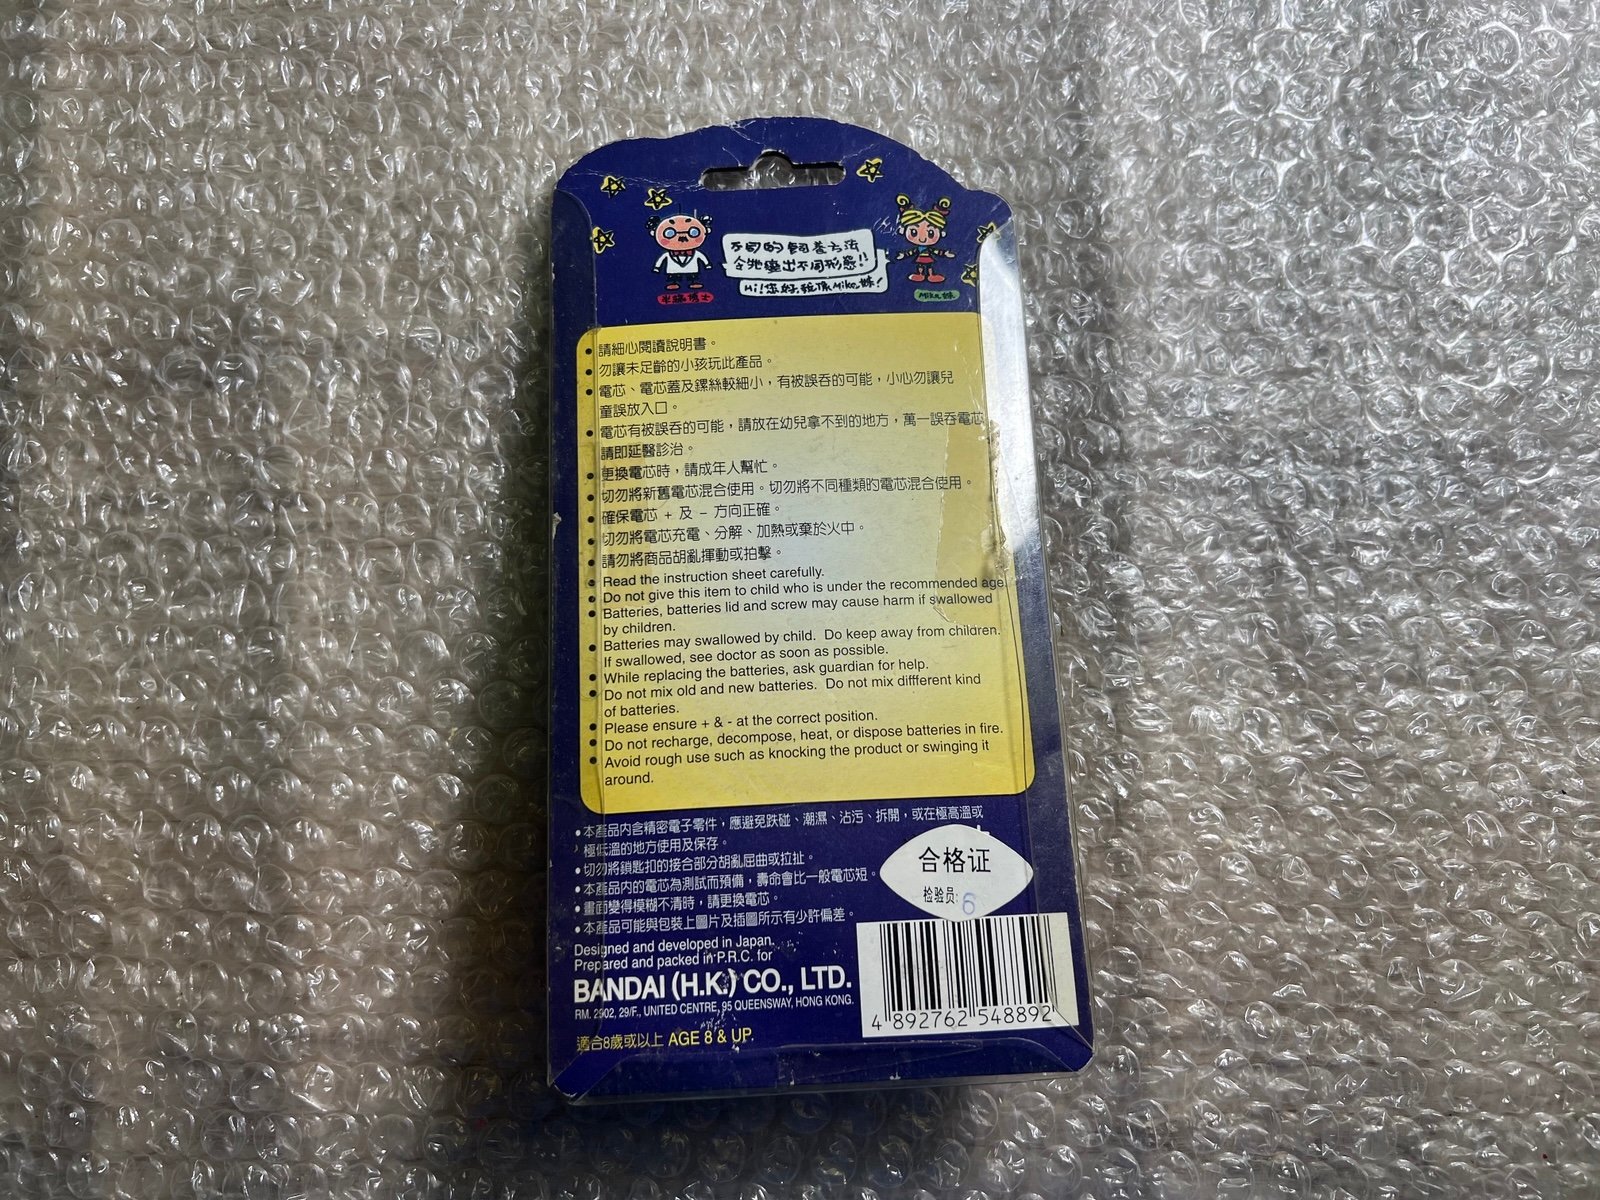 不同的飼養方法
令牠變出不同形態!!
Hi!您好,我係Mika妹!
半瞓博士
Mika妹
• 請細心閱讀說明書。
• 勿讓未足齡的小孩玩此產品。
• 電芯、電芯蓋及鏍絲較細小，有被誤吞的可能，小心勿讓兒
童誤放入口。
• 電芯有被誤吞的可能，請放在幼兒拿不到的地方，萬一誤吞電芯
請即延醫診治。
• 更換電芯時，請成年人幫忙。
• 切勿將新舊電芯混合使用。切勿將不同種類的電芯混合使用。
• 確保電芯 + 及 - 方向正確。
• 切勿將電芯充電、分解、加熱或棄於火中。
• 請勿將商品胡亂揮動或拍擊。
• Read the instruction sheet carefully.
• Do not give this item to child who is under the recommended age.
• Batteries, batteries lid and screw may cause harm if swallowed
by children.
• Batteries may swallowed by child. Do keep away from children.
If swallowed, see doctor as soon as possible.
• While replacing the batteries, ask guardian for help.
• Do not mix old and new batteries. Do not mix diffferent kind
of batteries.
• Please ensure + & - at the correct position.
• Do not recharge, decompose, heat, or dispose batteries in fire.
• Avoid rough use such as knocking the product or swinging it
around.
• 本產品內含精密電子零件，應避免跌碰、潮濕、沾污、拆開，或在極高溫或
極低溫的地方使用及保存。
• 切勿將鎖匙扣的接合部分胡亂屈曲或拉扯。
• 本產品內的電芯為測試而預備，壽命會比一般電芯短。
• 畫面變得模糊不清時，請更換電芯。
• 本產品可能與包裝上圖片及插圖所示有少許偏差。
合格证
检验员: 6
Designed and developed in Japan.
Prepared and packed in P.R.C. for
BANDAI (H.K.) CO., LTD.
RM. 2902, 29/F., UNITED CENTRE, 95 QUEENSWAY, HONG KONG.
適合8歲或以上 AGE 8 & UP.
4 892762 548892